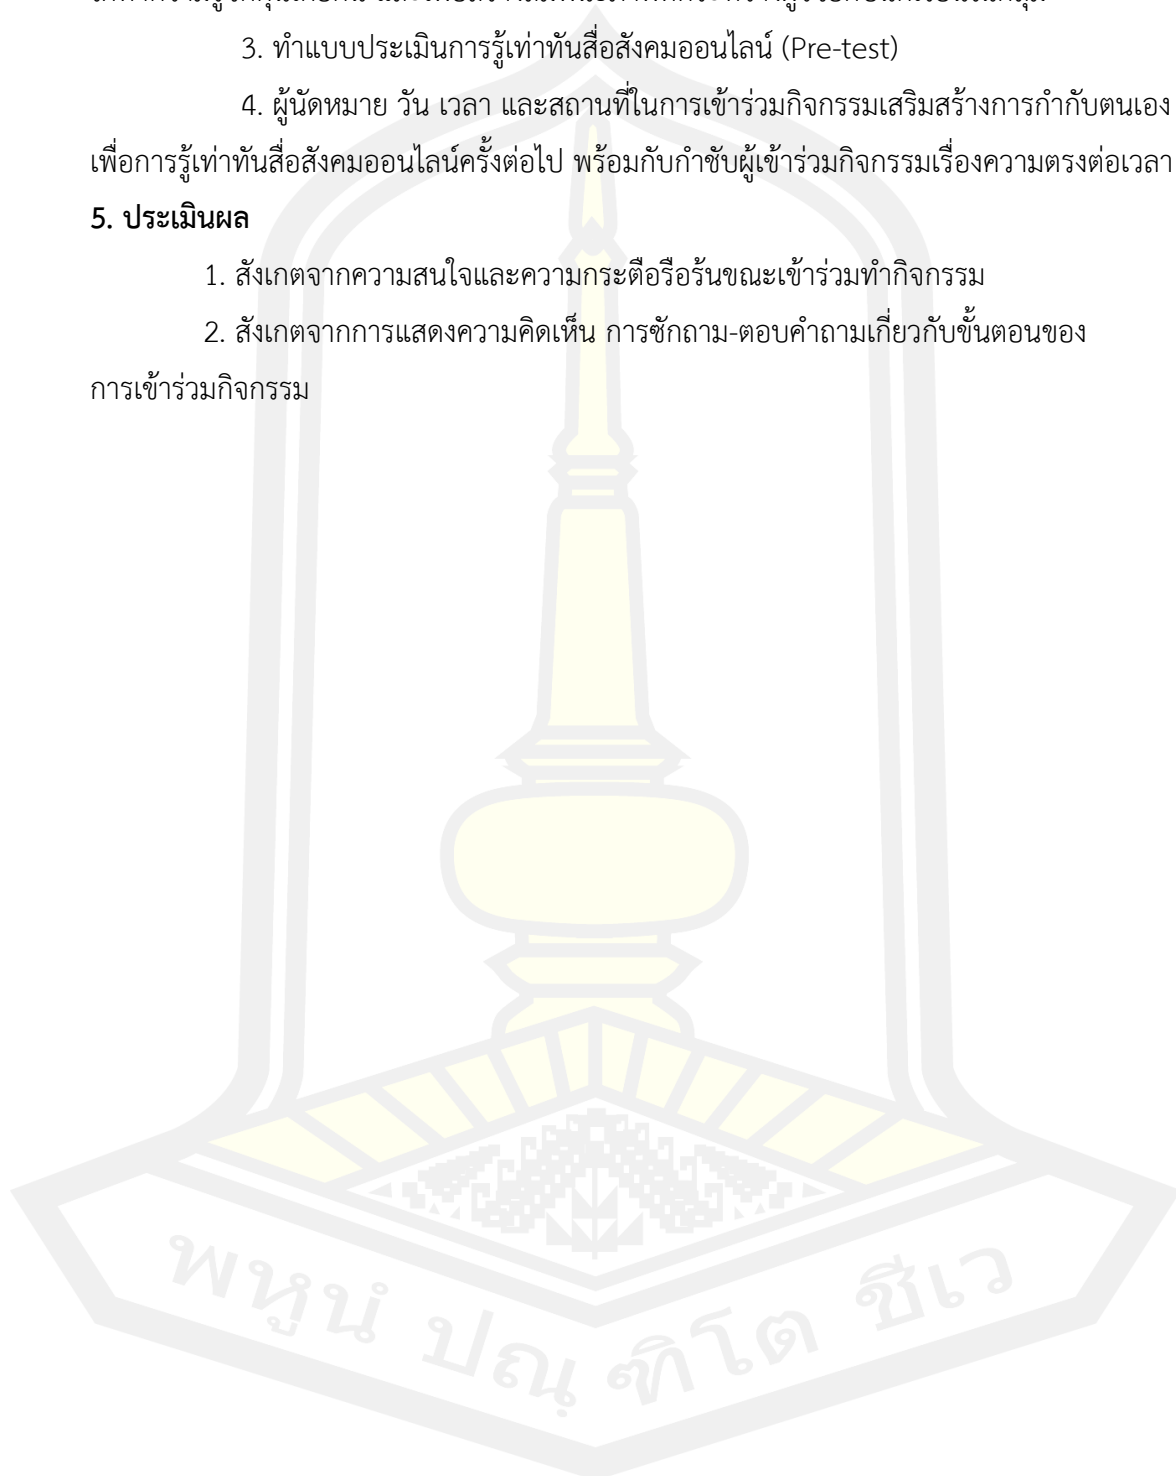 3. ทำแบบประเมินการรู้เท่าทันสื่อสังคมออนไลน์ (Pre-test)
4. ผู้นัดหมาย วัน เวลา และสถานที่ในการเข้าร่วมกิจกรรมเสริมสร้างการกำกับตนเอง
เพื่อการรู้เท่าทันสื่อสังคมออนไลน์ครั้งต่อไป พร้อมกับกำชับผู้เข้าร่วมกิจกรรมเรื่องความตรงต่อเวลา
5. ประเมินผล
1. สังเกตจากความสนใจและความกระตือรือร้นขณะเข้าร่วมทำกิจกรรม
2. สังเกตจากการแสดงความคิดเห็น การซักถาม-ตอบคำถามเกี่ยวกับขั้นตอนของ
การเข้าร่วมกิจกรรม
พหูนํ ปณฺฑิโต ชีเว